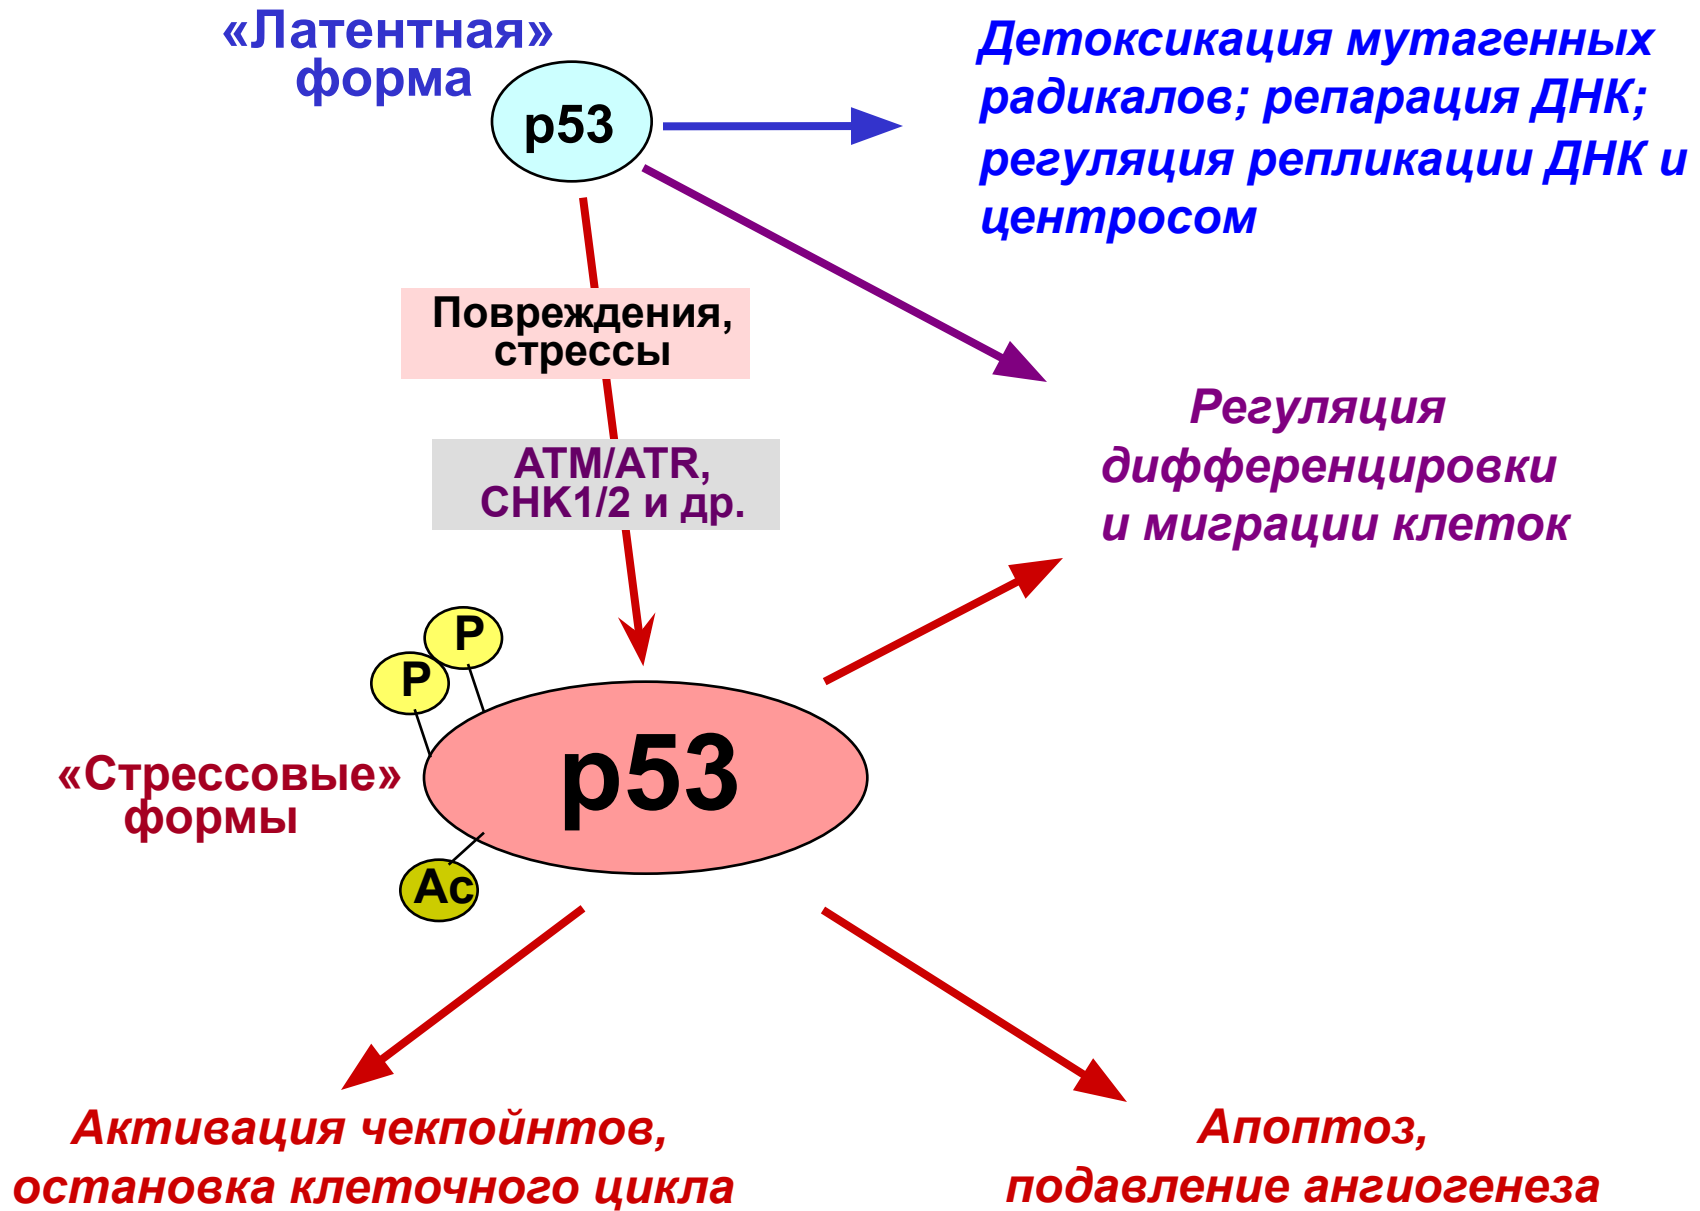 «Латентная»
форма
p53
Детоксикация мутагенных
радикалов; репарация ДНК;
регуляция репликации ДНК и
центросом
Повреждения,
стрессы
ATM/ATR,
CHK1/2 и др.
Регуляция
дифференцировки
и миграции клеток
P
P
p53
«Стрессовые»
формы
Ac
Активация чекпойнтов,
остановка клеточного цикла
Апоптоз,
подавление ангиогенеза